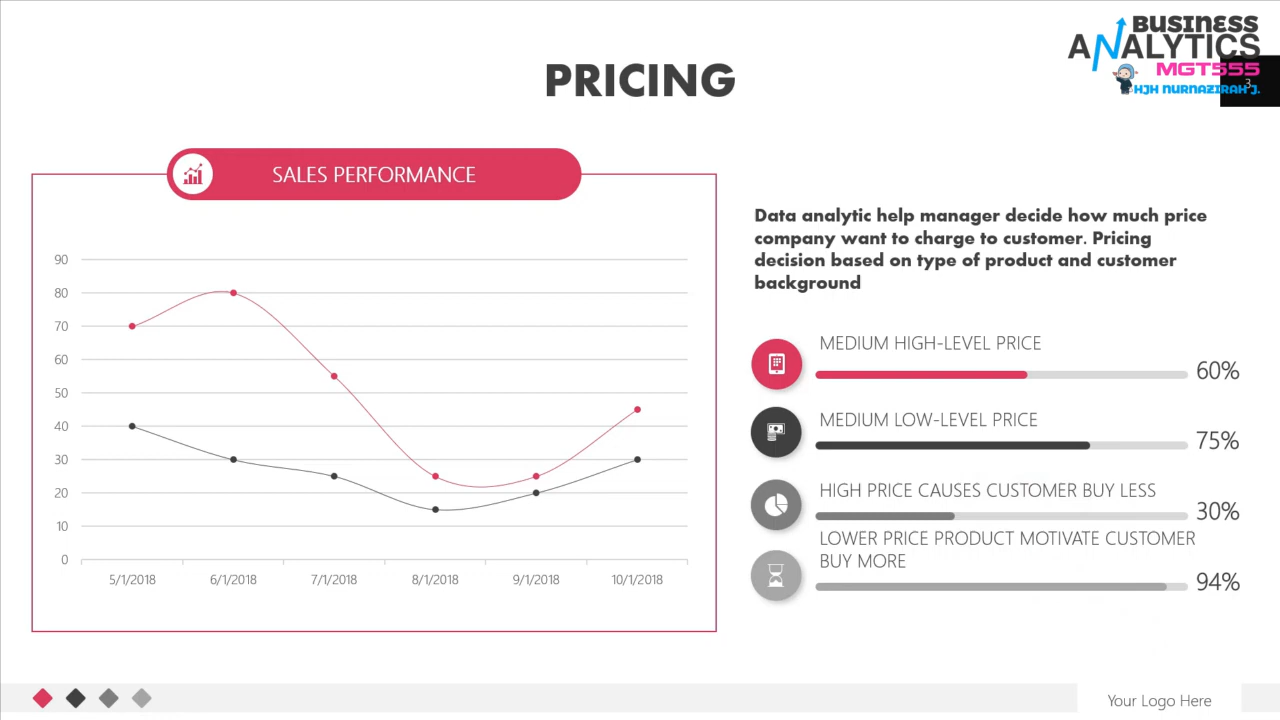 BUSINESS
ANALYTICS
MGT555
HJH NURNAZIRAH J.
3
PRICING
SALES PERFORMANCE
90
80
70
60
50
40
30
20
10
0
5/1/2018 6/1/2018 7/1/2018 8/1/2018 9/1/2018 10/1/2018
Data analytic help manager decide how much price
company want to charge to customer. Pricing
decision based on type of product and customer
background
MEDIUM HIGH-LEVEL PRICE
60%
MEDIUM LOW-LEVEL PRICE
75%
HIGH PRICE CAUSES CUSTOMER BUY LESS
30%
LOWER PRICE PRODUCT MOTIVATE CUSTOMER
BUY MORE
94%
Your Logo Here